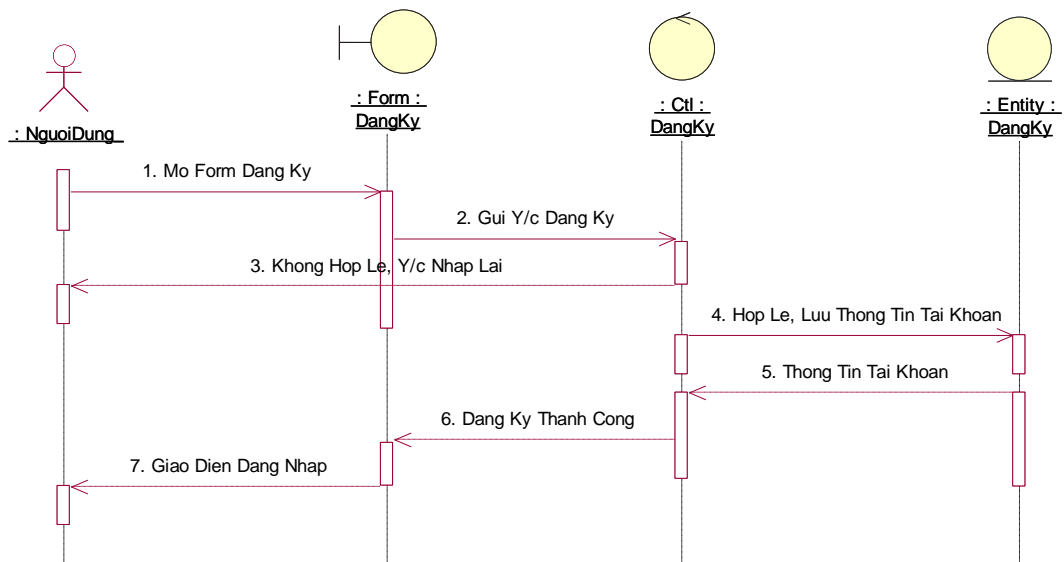 : NguoiDung
: Form :
DangKy
: Ctl :
DangKy
: Entity :
DangKy
1. Mo Form Dang Ky
2. Gui Y/c Dang Ky
3. Khong Hop Le, Y/c Nhap Lai
4. Hop Le, Luu Thong Tin Tai Khoan
5. Thong Tin Tai Khoan
6. Dang Ky Thanh Cong
7. Giao Dien Dang Nhap